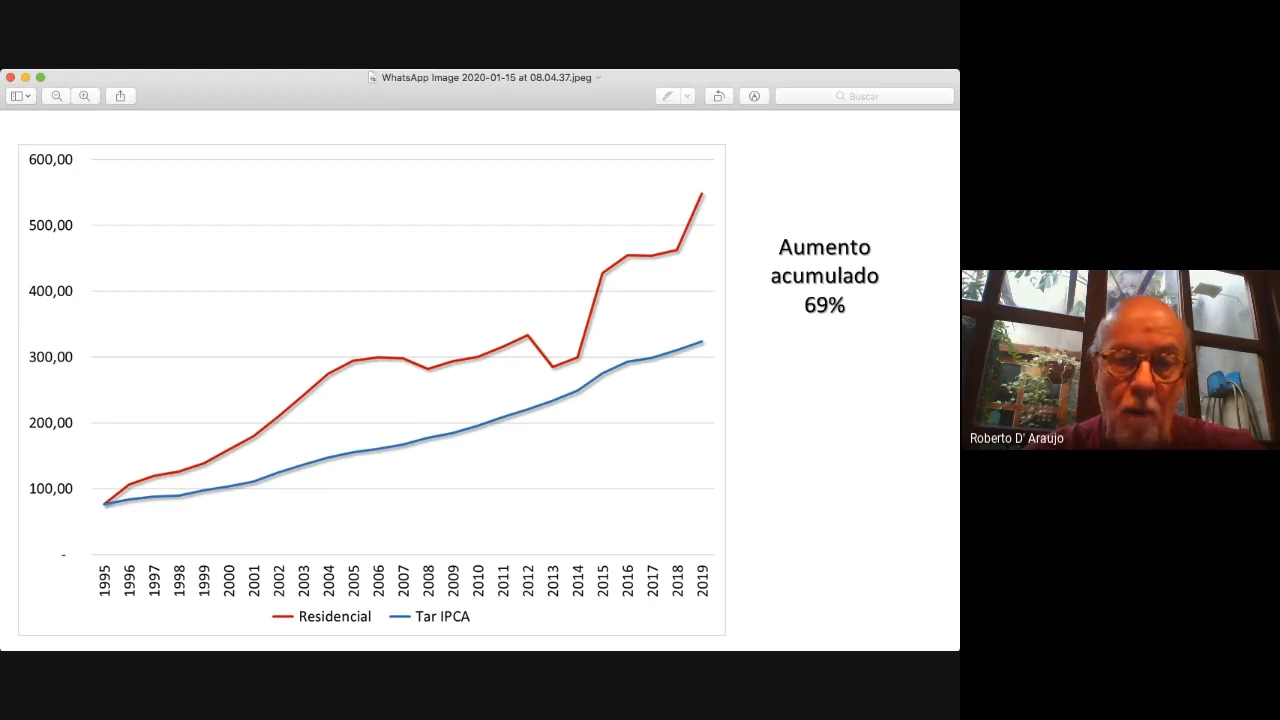 WhatsApp Image 2020-01-15 at 08.04.37.jpeg
Buscar
600,00
500,00
400,00
300,00
200,00
100,00
-
1995 1996 1997 1998 1999 2000 2001 2002 2003 2004 2005 2006 2007 2008 2009 2010 2011 2012 2013 2014 2015 2016 2017 2018 2019
Residencial Tar IPCA
Aumento
acumulado
69%
Roberto D' Araujo